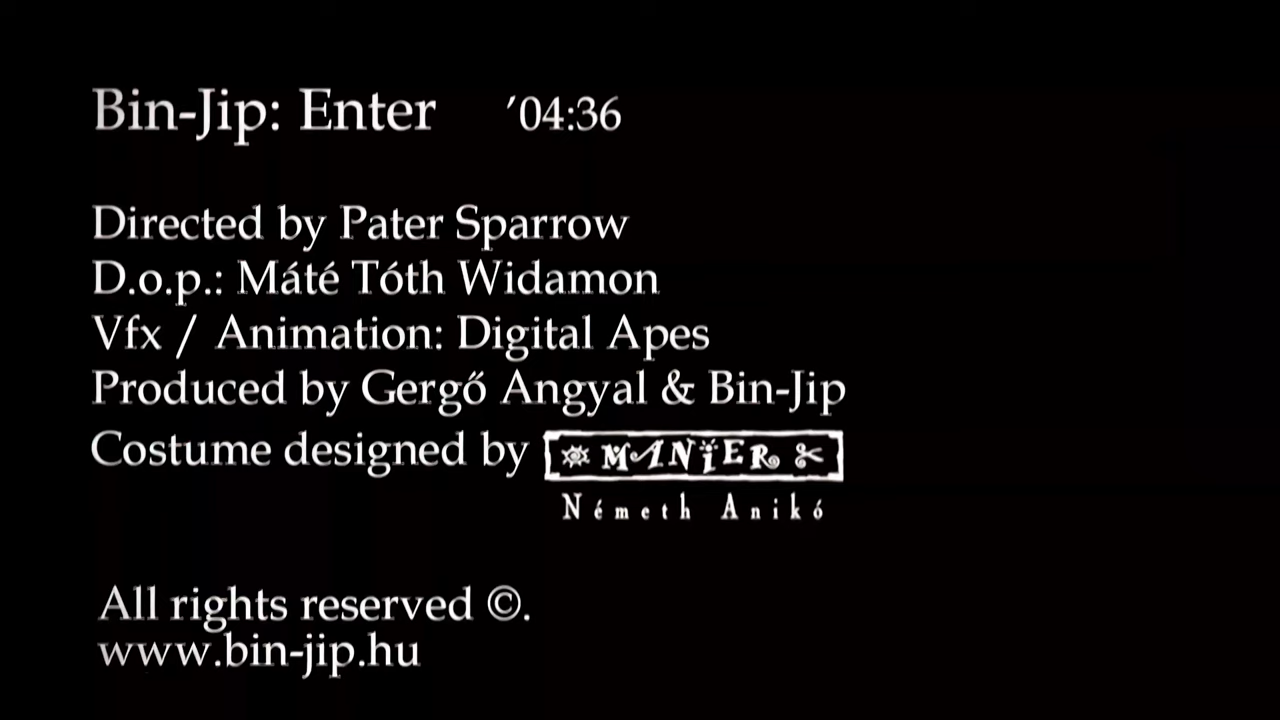 Bin-Jip: Enter ´04:36
Directed by Pater Sparrow
D.o.p.: Máté Tóth Widamon
Vfx / Animation: Digital Apes
Produced by Gergő Angyal & Bin-Jip
Costume designed by MANIER
Németh Anikó
All rights reserved ©.
www.bin-jip.hu